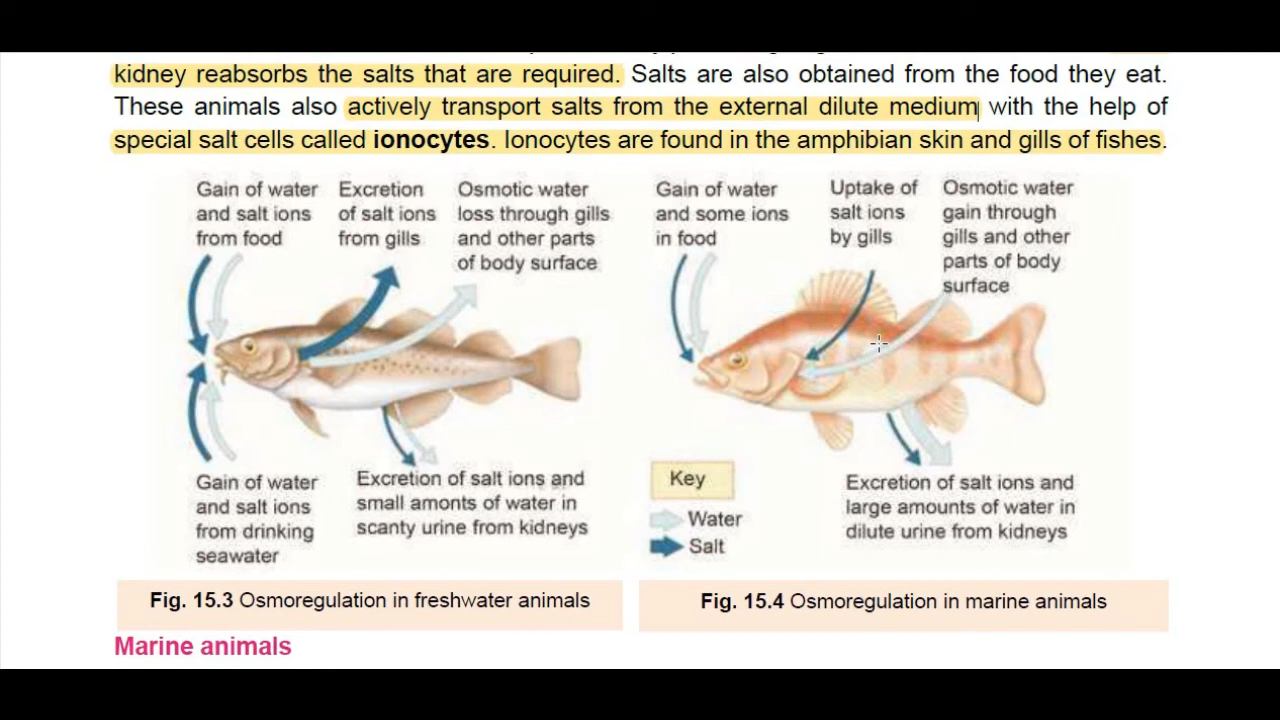 kidney reabsorbs the salts that are required. Salts are also obtained from the food they eat.
These animals also actively transport salts from the external dilute medium with the help of
special salt cells called ionocytes. Ionocytes are found in the amphibian skin and gills of fishes.
Gain of water
and salt ions
from food
Excretion
of salt ions
from gills
Osmotic water
loss through gills
and other parts
of body surface
Gain of water
and salt ions
from drinking
seawater
Excretion of salt ions and
small amonts of water in
scanty urine from kidneys
Fig. 15.3 Osmoregulation in freshwater animals
Gain of water
and some ions
in food
Uptake of
salt ions
by gills
Osmotic water
gain through
gills and other
parts of body
surface
Key
Water
Salt
Excretion of salt ions and
large amounts of water in
dilute urine from kidneys
Fig. 15.4 Osmoregulation in marine animals
Marine animals